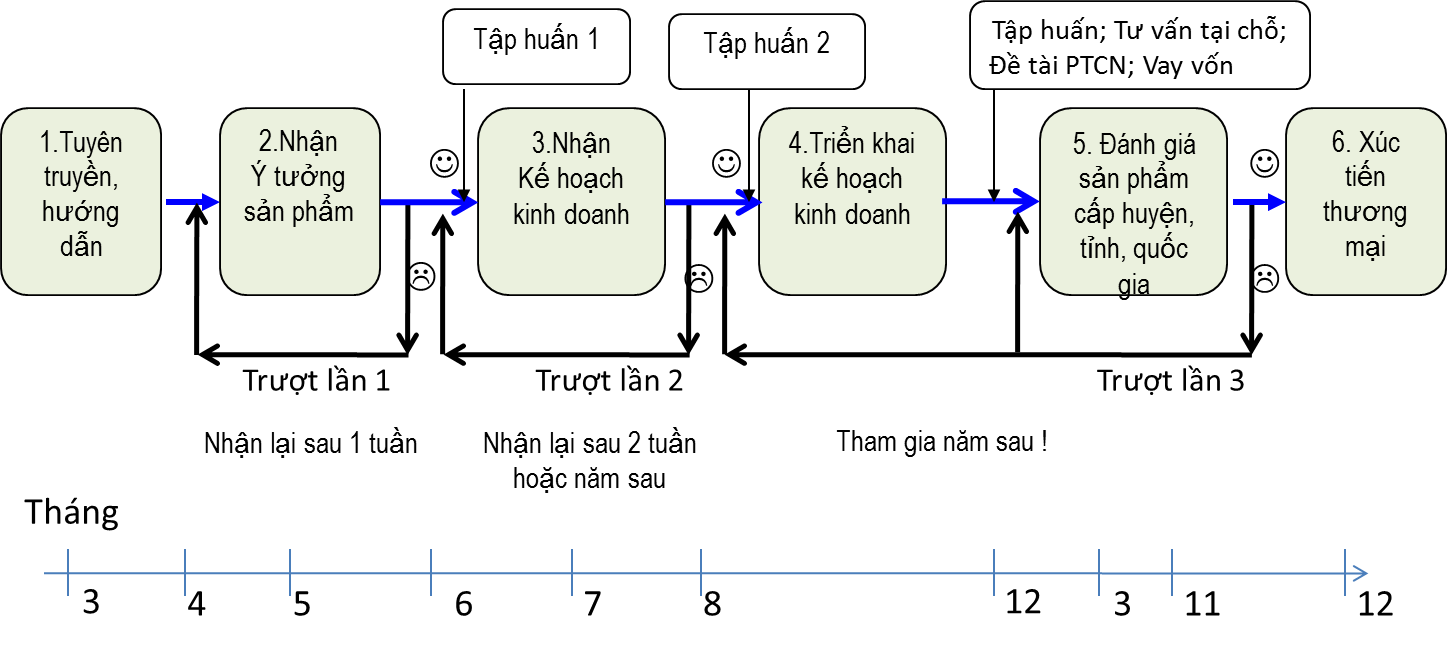 Tập huấn 1
Tập huấn 2
Tập huấn; Tư vấn tại chỗ;
Đề tài PTCN; Vay vốn
1.Tuyên
truyền,
hướng
dẫn
2.Nhận
Ý tưởng
sản phẩm
3.Nhận
Kế hoạch
kinh doanh
4.Triển khai
kế hoạch
kinh doanh
5. Đánh giá
sản phẩm
cấp huyện,
tỉnh, quốc
gia
6. Xúc
tiến
thương
mại
Trượt lần 1
Trượt lần 2
Trượt lần 3
Nhận lại sau 1 tuần
Nhận lại sau 2 tuần
hoặc năm sau
Tham gia năm sau !
Tháng
3 4 5 6 7 8 12 3 11 12